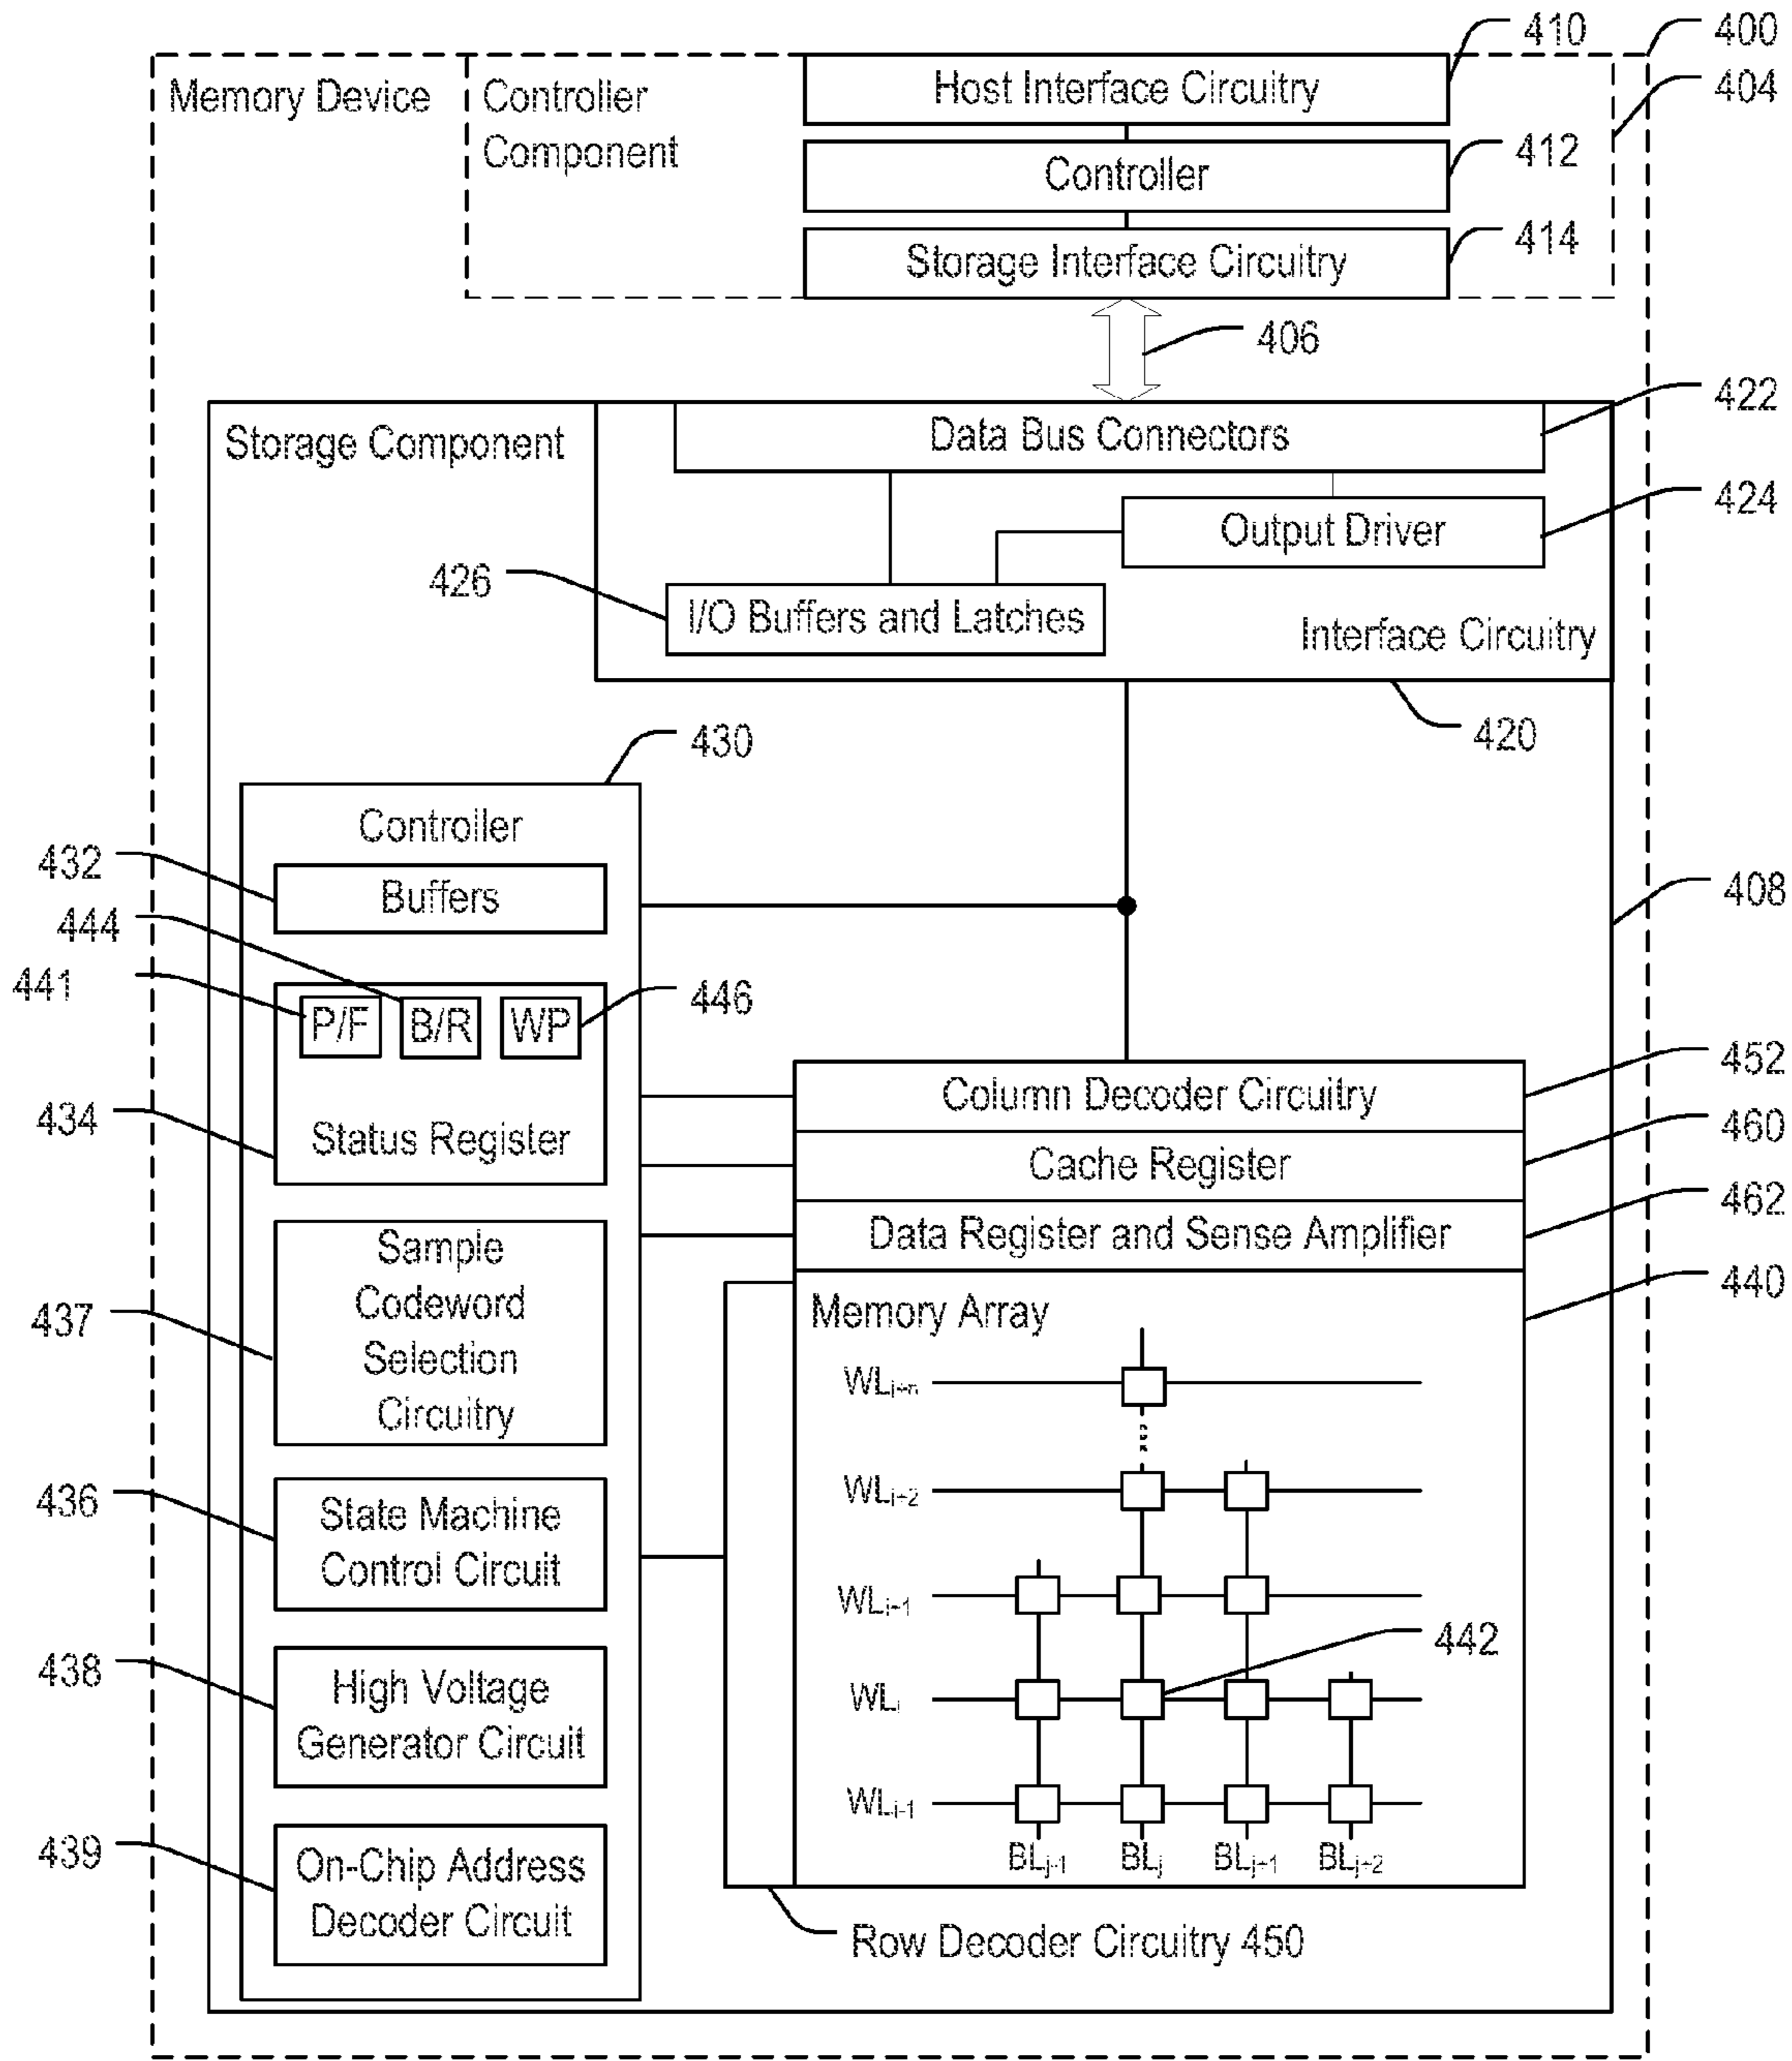 410
400
Memory Device
Controller
Component
Host Interface Circuitry
404
412
Controller
414
Storage Interface Circuitry
406
422
Storage Component
Data Bus Connectors
424
Output Driver
426
I/O Buffers and Latches
Interface Circuitry
420
430
Controller
432
Buffers
408
444
441
P/F
B/R
WP
446
452
Column Decoder Circuitry
434
Status Register
460
Cache Register
462
Data Register and Sense Amplifier
437
Sample
Codeword
Selection
Circuitry
440
Memory Array
WLi+n
436
State Machine
Control Circuit
WLi+2
WLi+1
442
438
High Voltage
Generator Circuit
WLi
WLi-1
439
On-Chip Address
Decoder Circuit
BLj-1
BLj
BLj+1
BLj+2
Row Decoder Circuitry 450